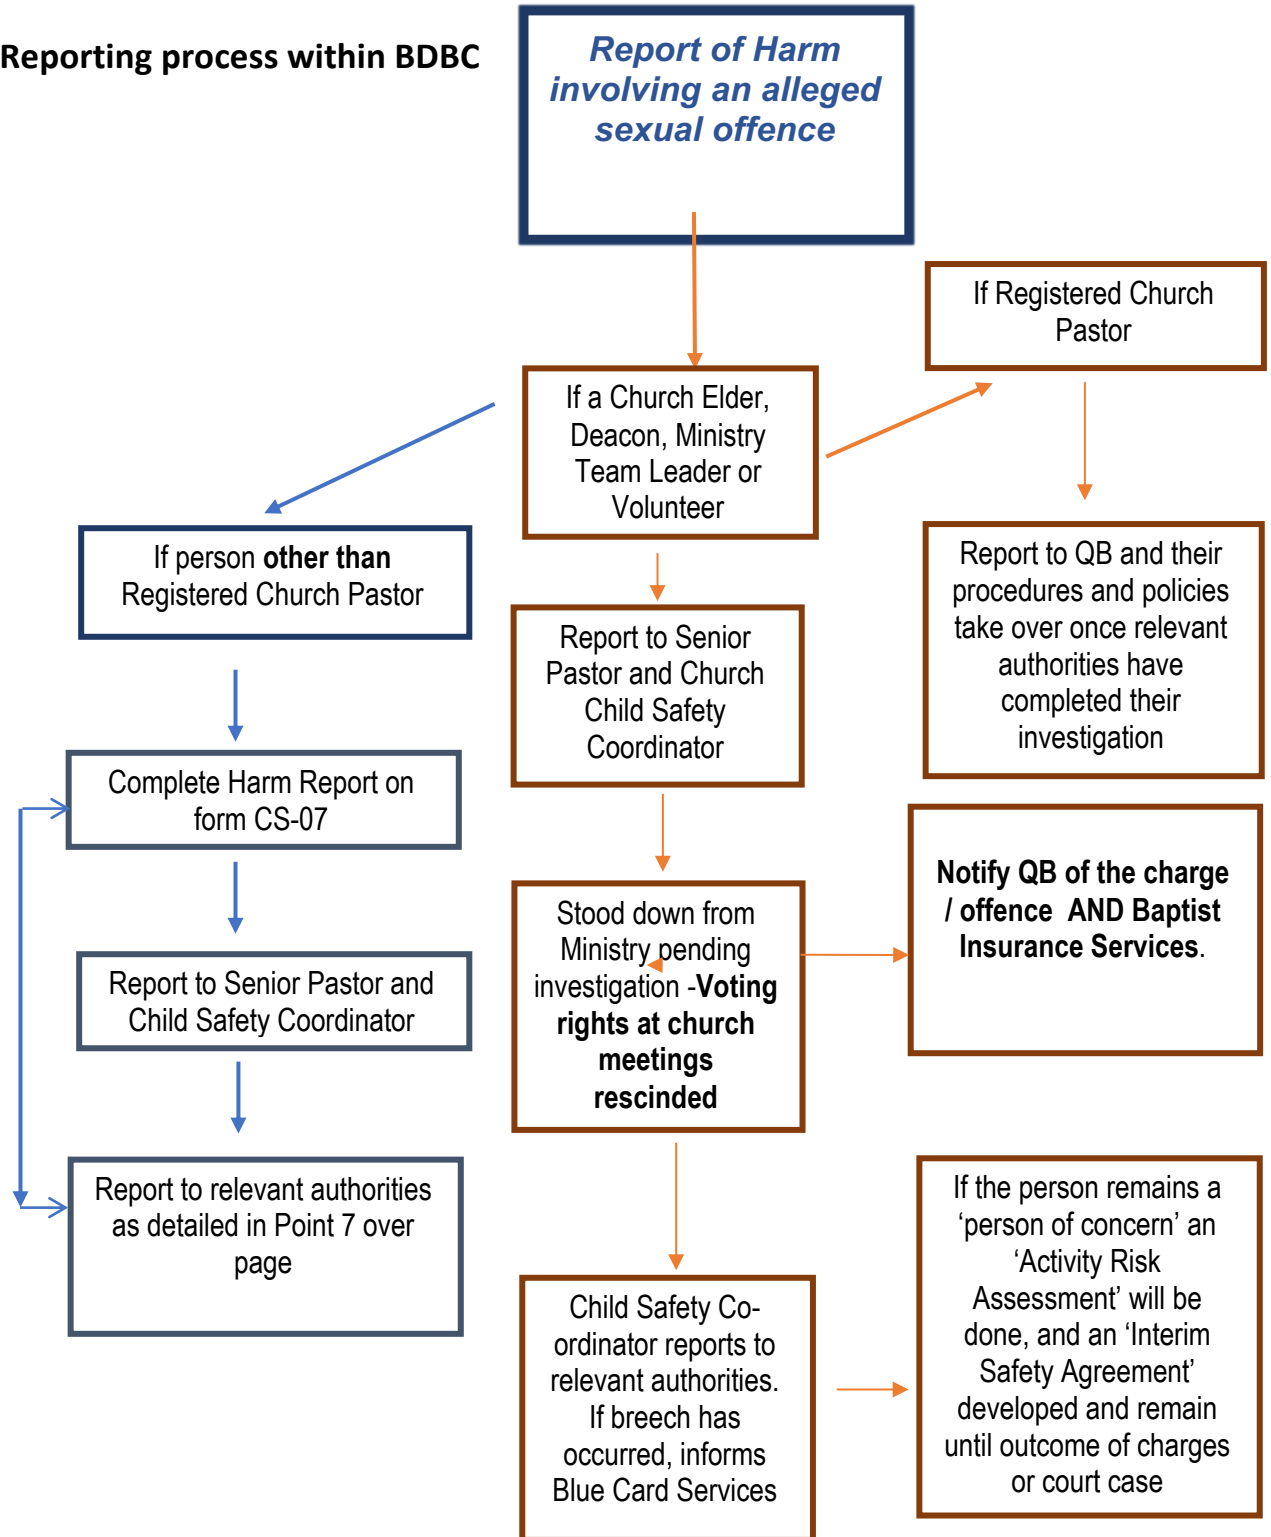 Reporting process within BDBC
Report of Harm
involving an alleged
sexual offence
If Registered Church
Pastor
If a Church Elder,
Deacon, Ministry
Team Leader or
Volunteer
If person other than
Registered Church Pastor
Report to QB and their
procedures and policies
take over once relevant
authorities have
completed their
investigation
Report to Senior
Pastor and Church
Child Safety
Coordinator
Complete Harm Report on
form CS-07
Notify QB of the charge
/ offence AND Baptist
Insurance Services.
Stood down from
Ministry pending
investigation -Voting
rights at church
meetings
rescinded
Report to Senior Pastor and
Child Safety Coordinator
Report to relevant authorities
as detailed in Point 7 over
page
If the person remains a
‘person of concern’ an
‘Activity Risk
Assessment’ will be
done, and an ‘Interim
Safety Agreement’
developed and remain
until outcome of charges
or court case
Child Safety Co-
ordinator reports to
relevant authorities.
If breech has
occurred, informs
Blue Card Services